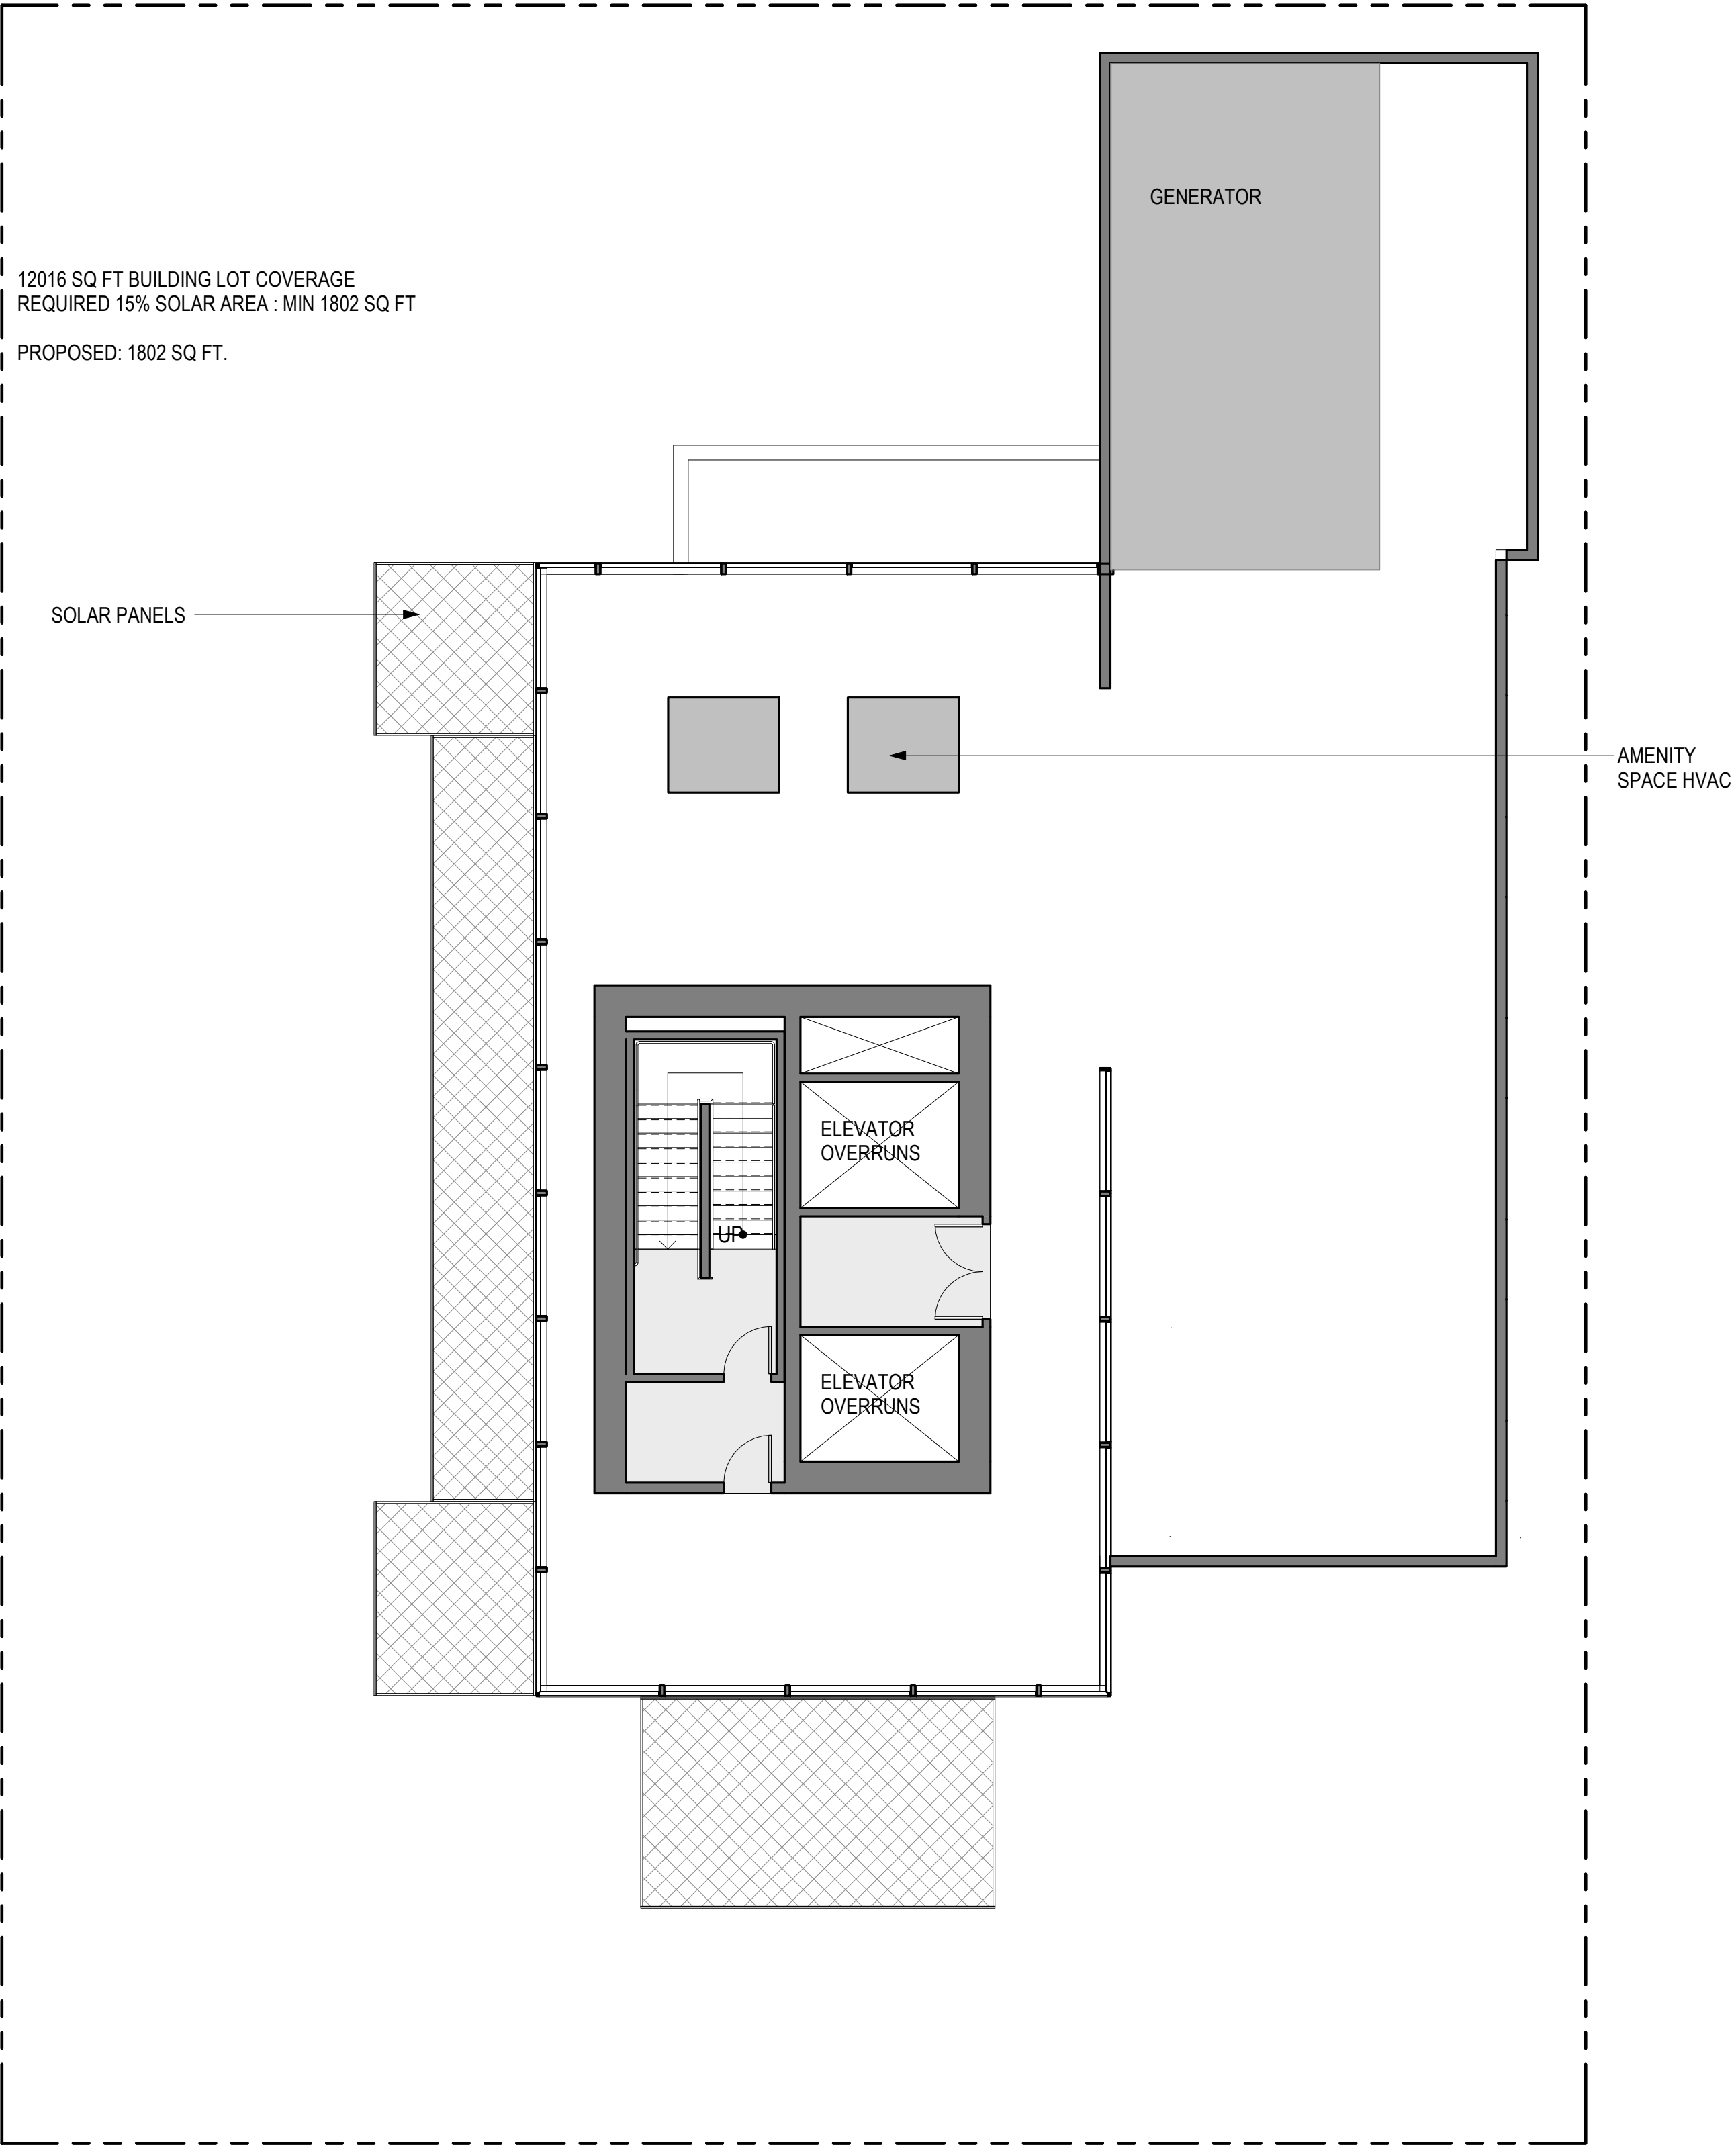 GENERATOR
12016 SQ FT BUILDING LOT COVERAGE
REQUIRED 15% SOLAR AREA : MIN 1802 SQ FT
PROPOSED: 1802 SQ FT.
SOLAR PANELS
AMENITY
SPACE HVAC
ELEVATOR
OVERRUNS
UP
ELEVATOR
OVERRUNS